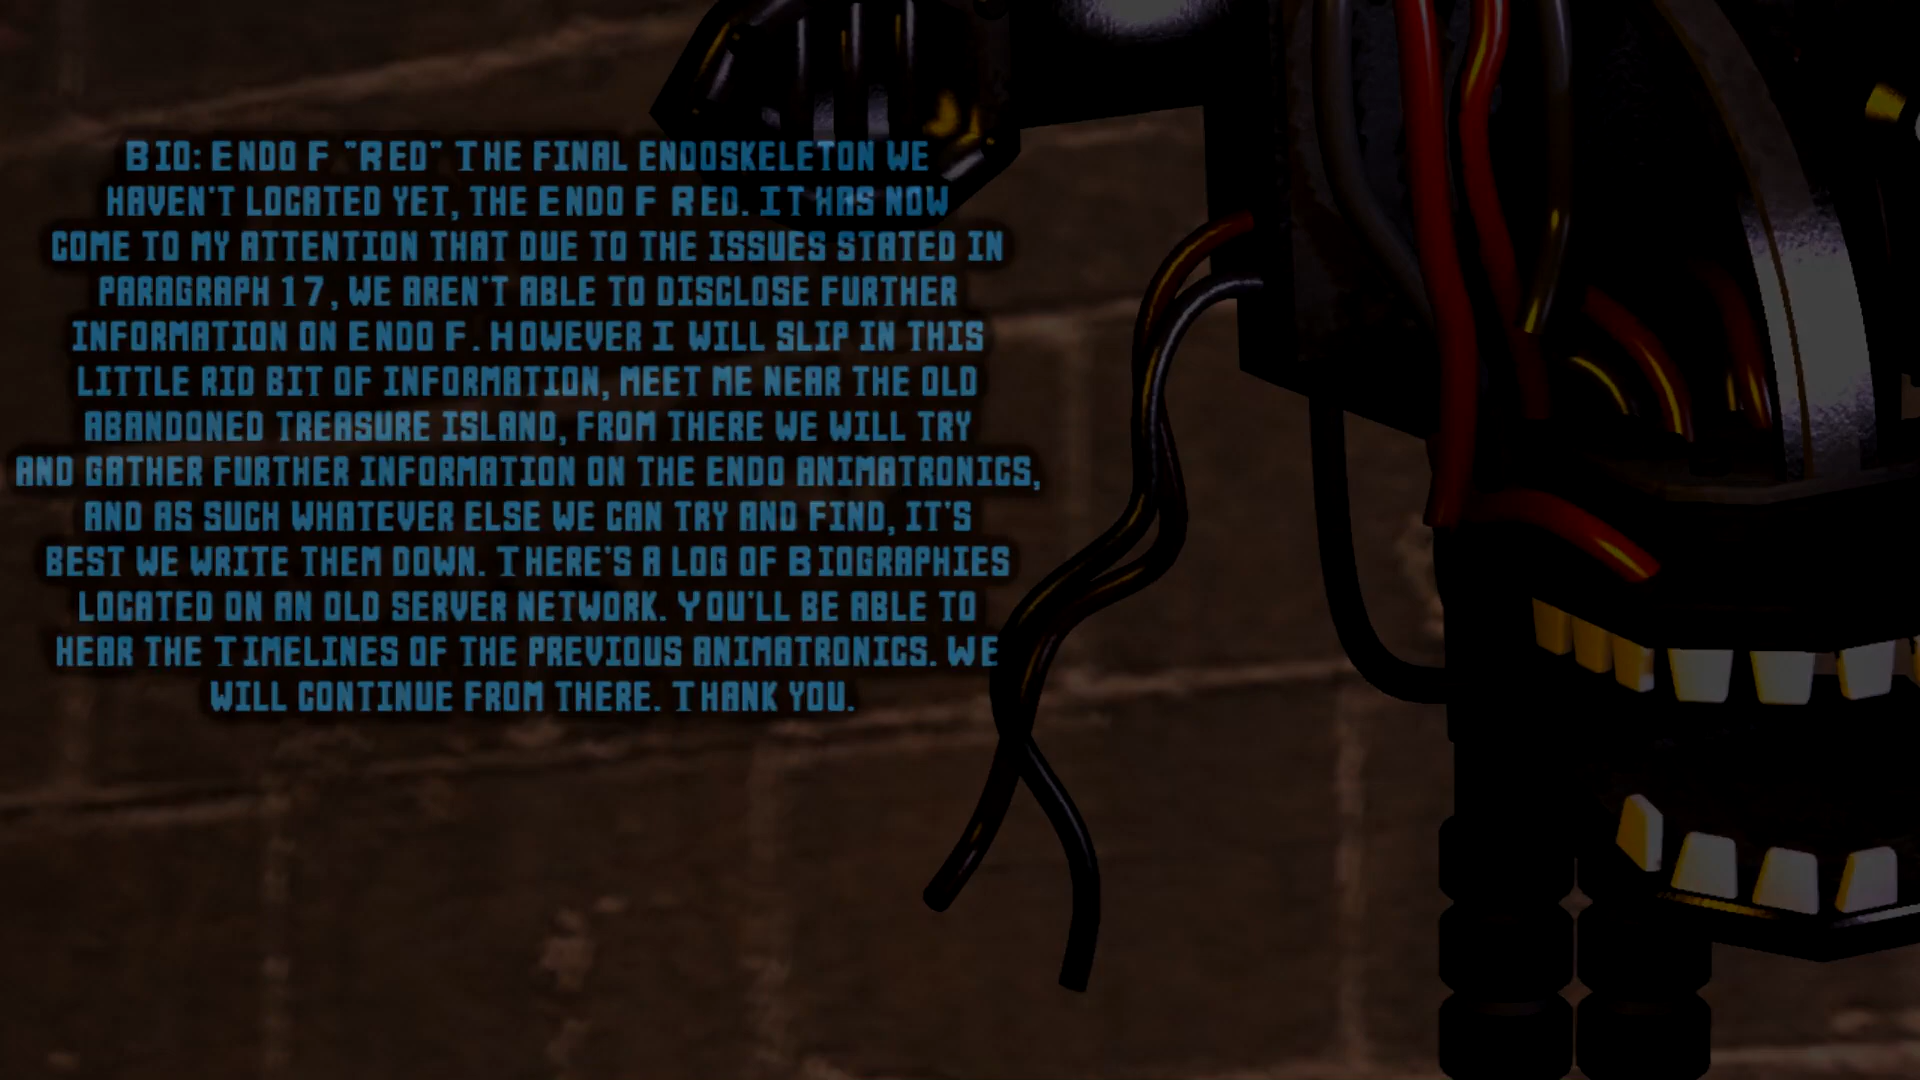 BIO: ENDO F "RED" THE FINAL ENDOSKELETON WE
HAVEN'T LOCATED YET, THE ENDO F RED. IT HAS NOW
COME TO MY ATTENTION THAT DUE TO THE ISSUES STATED IN
PARAGRAPH 17, WE AREN'T ABLE TO DISCLOSE FURTHER
INFORMATION ON ENDO F. HOWEVER I WILL SLIP IN THIS
LITTLE RID BIT OF INFORMATION, MEET ME NEAR THE OLD
ABANDONED TREASURE ISLAND, FROM THERE WE WILL TRY
AND GATHER FURTHER INFORMATION ON THE ENDO ANIMATRONICS,
AND AS SUCH WHATEVER ELSE WE CAN TRY AND FIND, IT'S
BEST WE WRITE THEM DOWN. THERE'S A LOG OF BIOGRAPHIES
LOCATED ON AN OLD SERVER NETWORK. YOU'LL BE ABLE TO
HEAR THE TIMELINES OF THE PREVIOUS ANIMATRONICS. WE
WILL CONTINUE FROM THERE. THANK YOU.